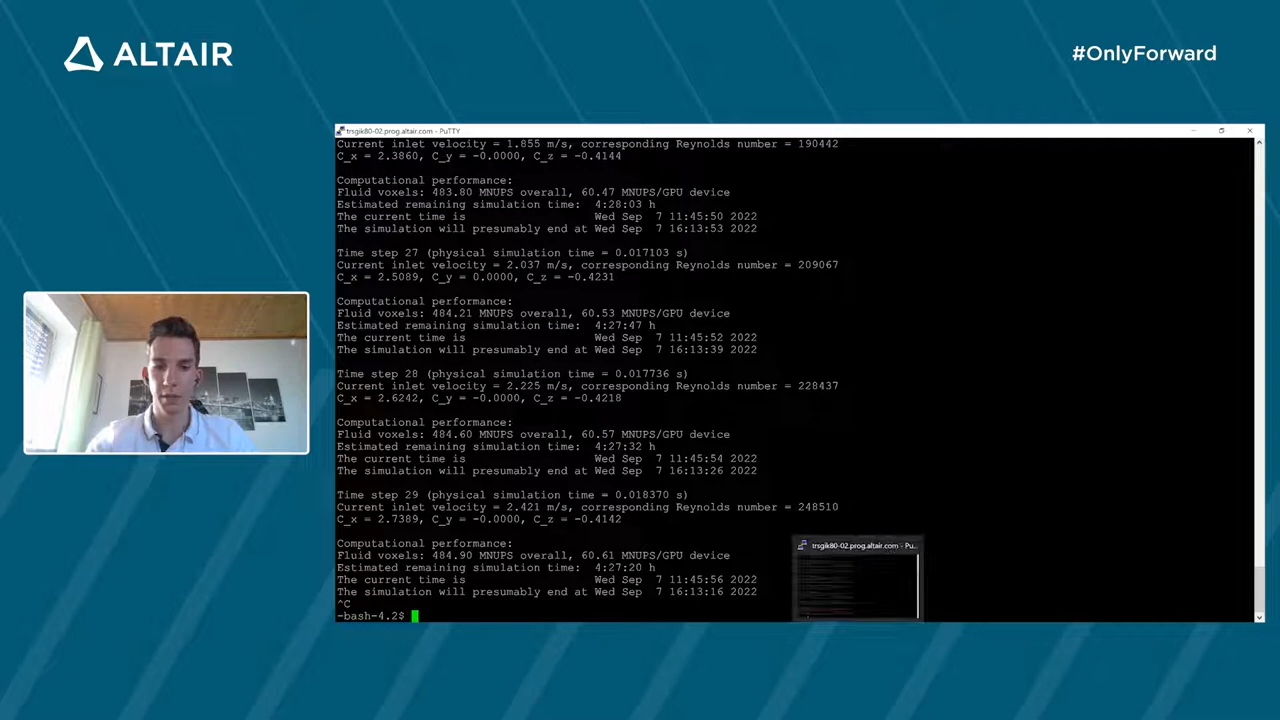 ALTAIR
#OnlyForward
trsgik80-02.prog.altair.com - PuTTY
Current inlet velocity = 1.855 m/s, corresponding Reynolds number = 190442
C_x = 2.3860, C_y = -0.0000, C_z = -0.4144
Computational performance:
Fluid voxels: 483.80 MNUPS overall, 60.47 MNUPS/GPU device
Estimated remaining simulation time:  4:28:03 h
The current time is                Wed Sep  7 11:45:50 2022
The simulation will presumably end at Wed Sep  7 16:13:53 2022
Time step 27 (physical simulation time = 0.017103 s)
Current inlet velocity = 2.037 m/s, corresponding Reynolds number = 209067
C_x = 2.5089, C_y = 0.0000, C_z = -0.4231
Computational performance:
Fluid voxels: 484.21 MNUPS overall, 60.53 MNUPS/GPU device
Estimated remaining simulation time:  4:27:47 h
The current time is                Wed Sep  7 11:45:52 2022
The simulation will presumably end at Wed Sep  7 16:13:39 2022
Time step 28 (physical simulation time = 0.017736 s)
Current inlet velocity = 2.225 m/s, corresponding Reynolds number = 228437
C_x = 2.6242, C_y = -0.0000, C_z = -0.4218
Computational performance:
Fluid voxels: 484.60 MNUPS overall, 60.57 MNUPS/GPU device
Estimated remaining simulation time:  4:27:32 h
The current time is                Wed Sep  7 11:45:54 2022
The simulation will presumably end at Wed Sep  7 16:13:26 2022
Time step 29 (physical simulation time = 0.018370 s)
Current inlet velocity = 2.421 m/s, corresponding Reynolds number = 248510
C_x = 2.7389, C_y = -0.0000, C_z = -0.4142
Computational performance:
Fluid voxels: 484.90 MNUPS overall, 60.61 MNUPS/GPU device
Estimated remaining simulation time:  4:27:20 h
The current time is                Wed Sep  7 11:45:56 2022
The simulation will presumably end at Wed Sep  7 16:13:16 2022
^C
-bash-4.2$
trsgik80-02.prog.altair.com - Pu...